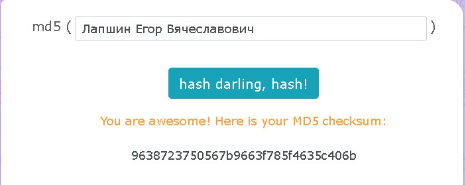 md5 ( Лапшин Егор Вячеславович )
hash darling, hash!
You are awesome! Here is your MD5 checksum:
9638723750567b9663f785f4635c406b